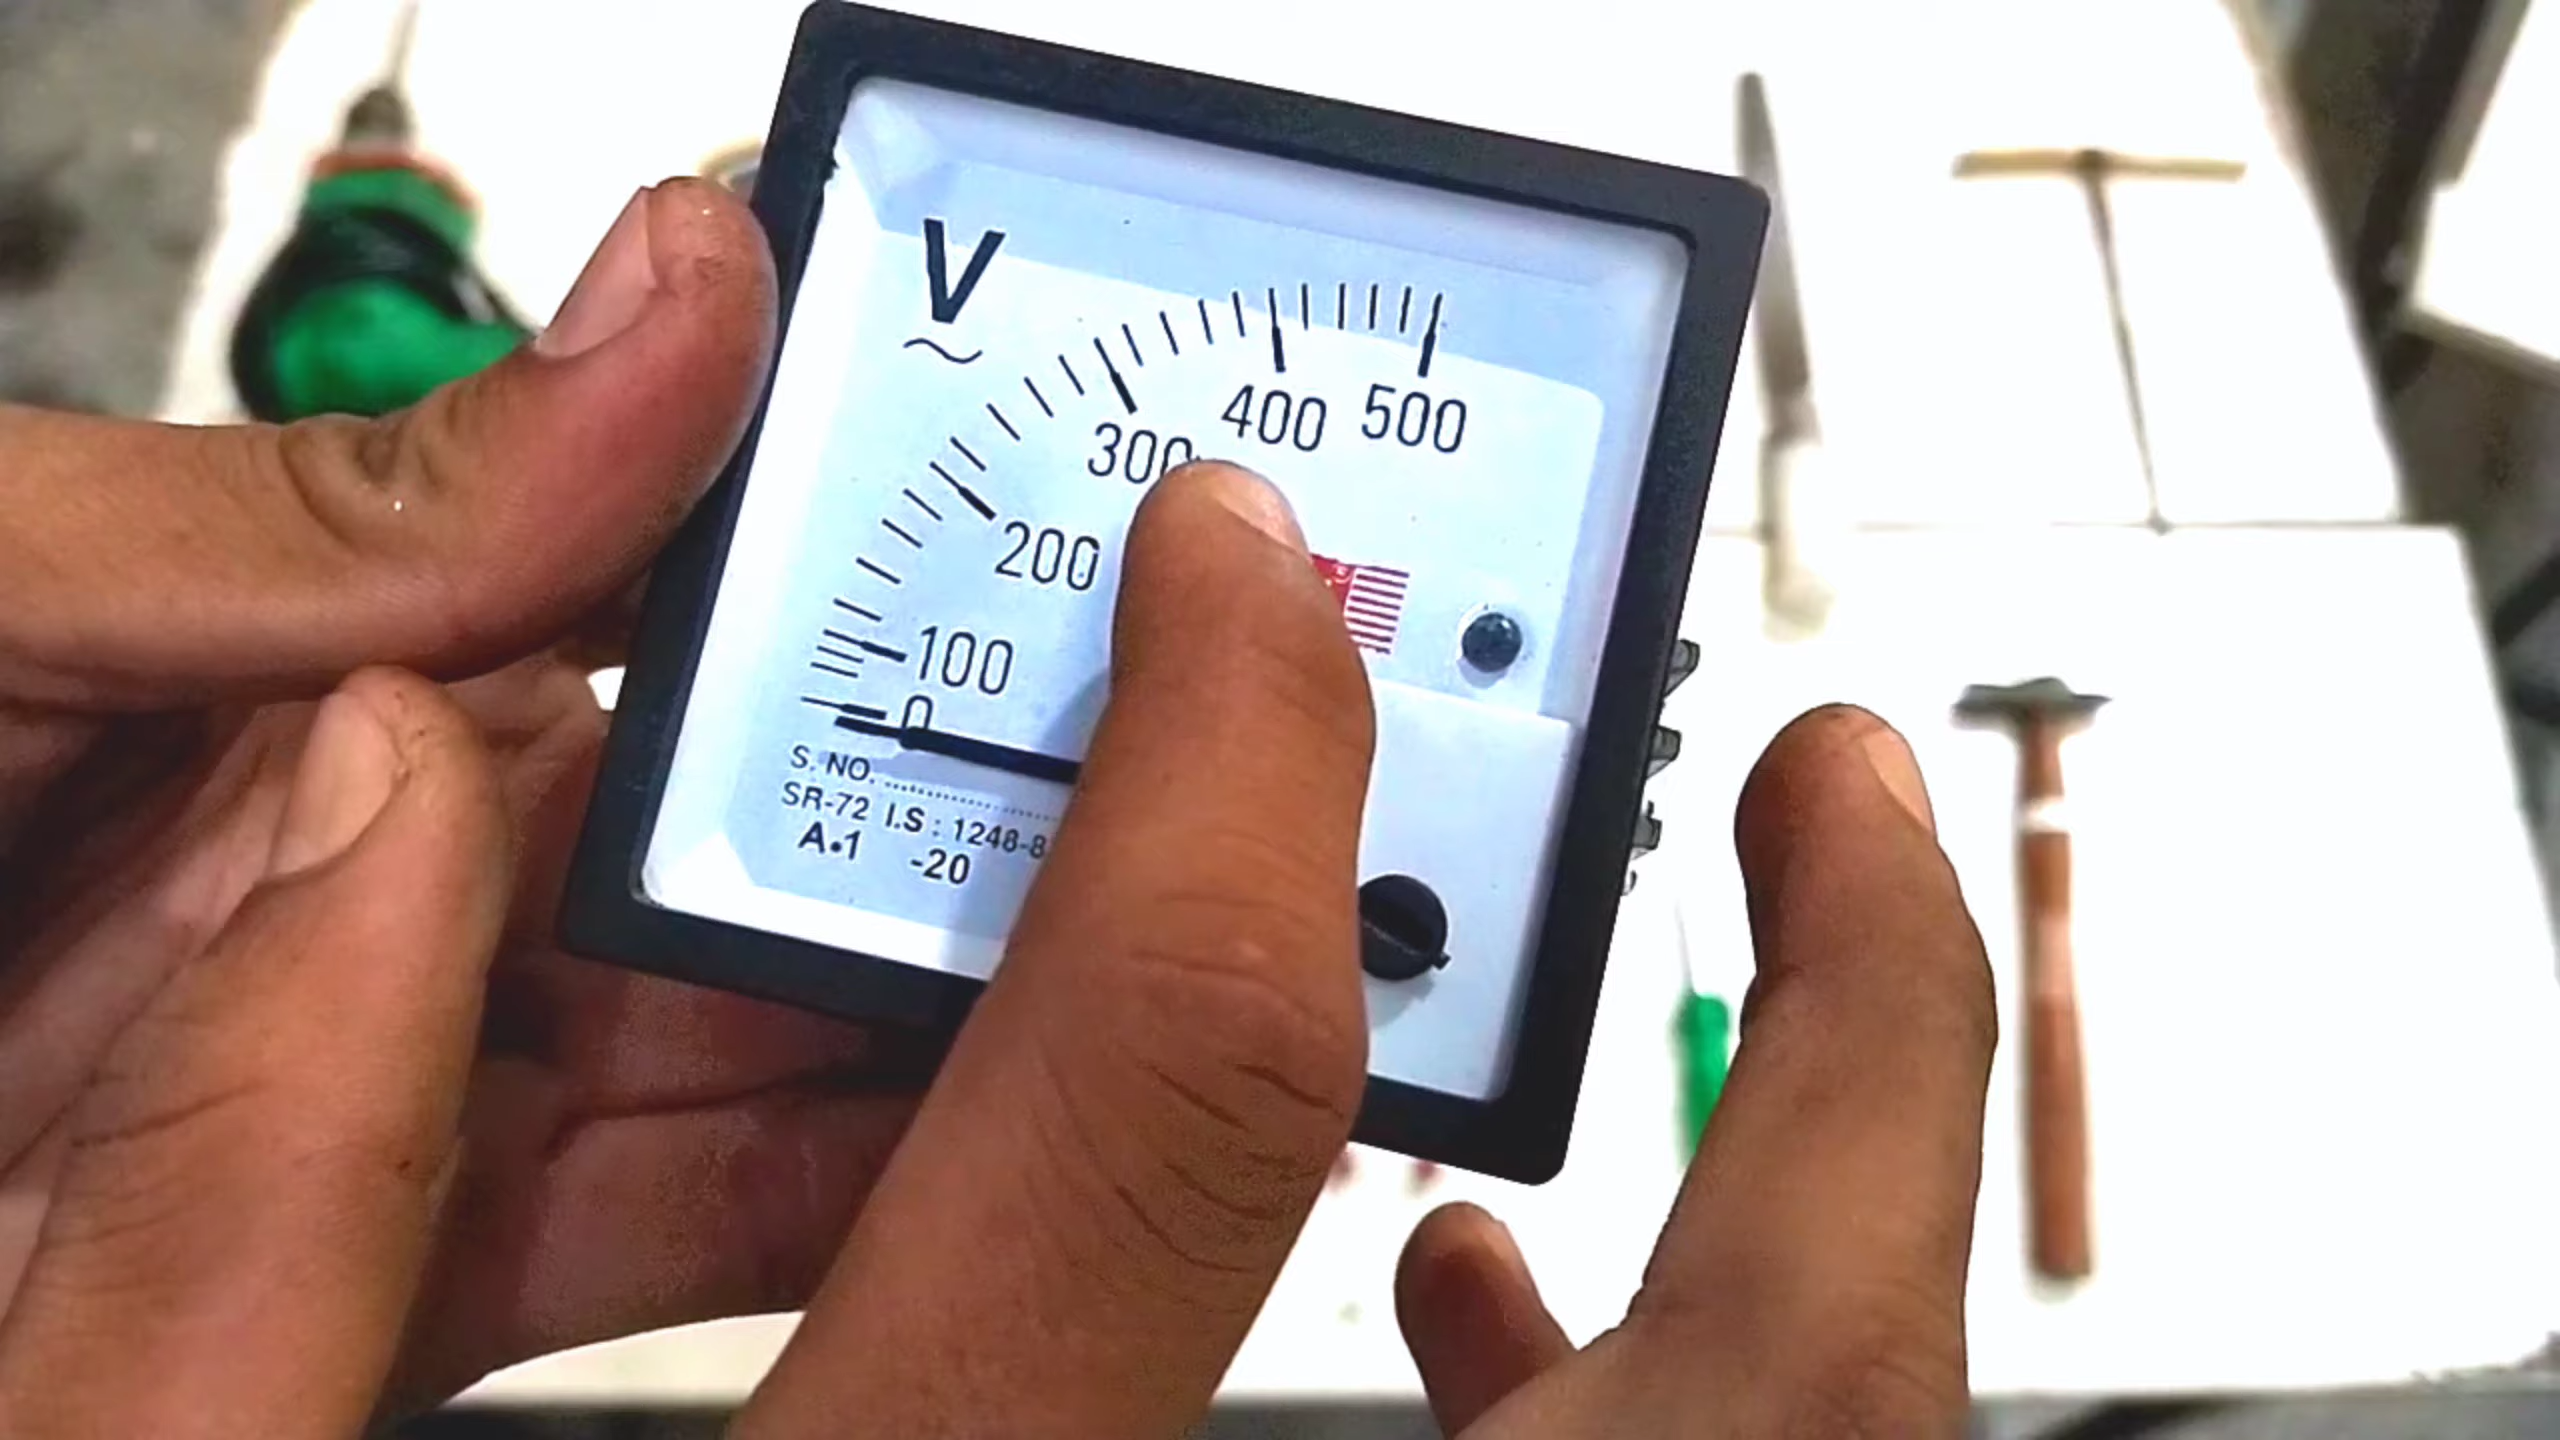 V
~
0 100 200 300 400 500
S. NO. ....................
SR-72 I.S : 1248-8
A•1 -20